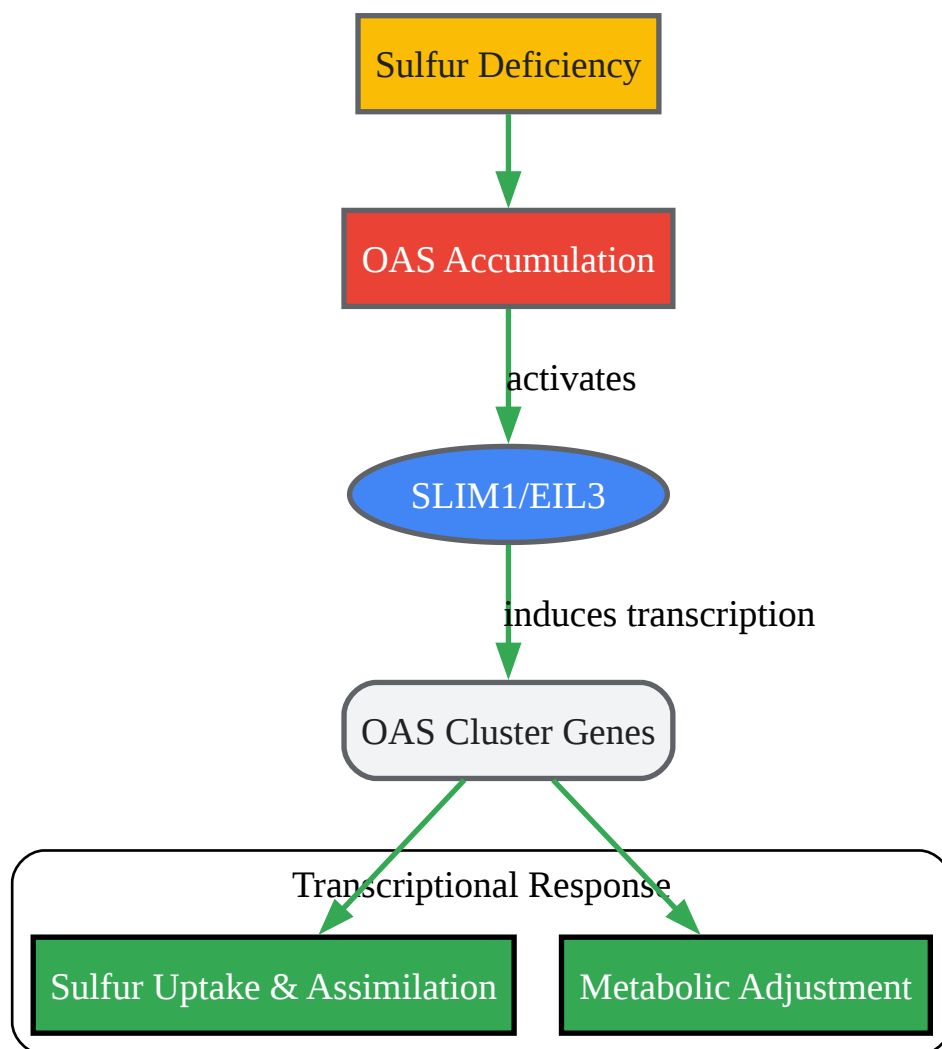 Sulfur Deficiency
OAS Accumulation
activates
SLIM1/EIL3
induces transcription
OAS Cluster Genes
Transcriptional Response
Sulfur Uptake & Assimilation
Metabolic Adjustment